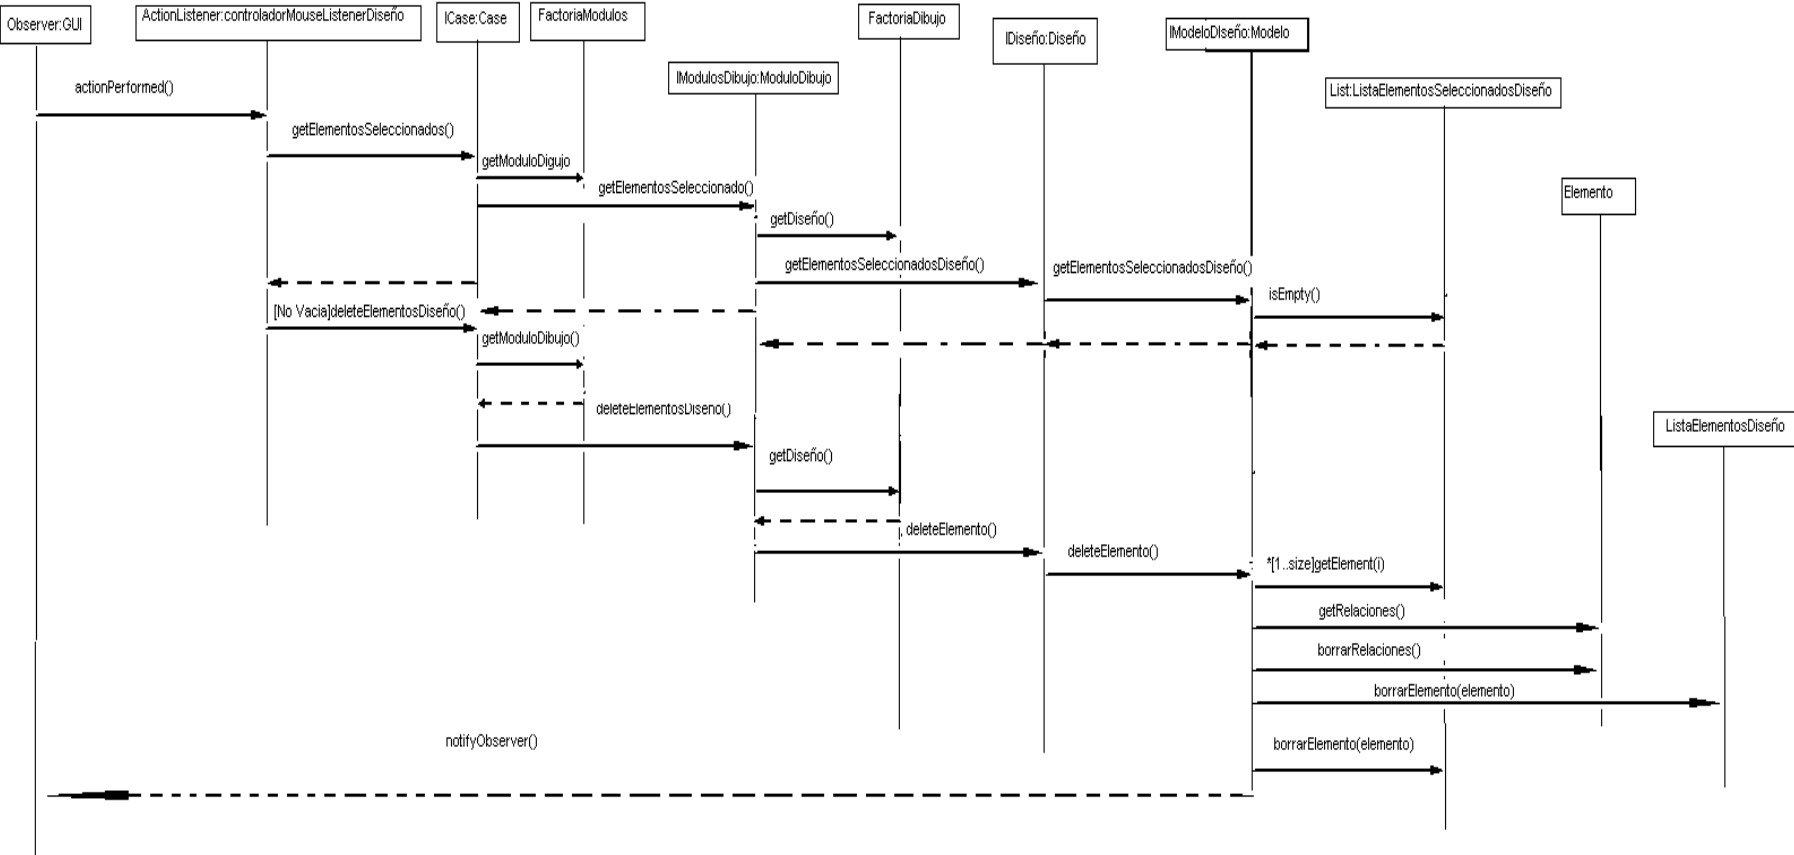 Observer:GUI
ActionListener:controladorMouseListenerDiseño
ICase:Case
FactoriaModulos
FactoriaDibujo
IDiseño:Diseño
IModeloDIseño:Modelo
IModulosDibujo:ModuloDibujo
List:ListaElementosSeleccionadosDiseño
Elemento
ListaElementosDiseño
actionPerformed()
getElementosSeleccionados()
getModuloDigujo
getElementosSeleccionado()
getDiseño()
getElementosSeleccionadosDiseño()
getElementosSeleccionadosDiseño()
isEmpty()
[No Vacia]deleteElementosDiseño()
getModuloDibujo()
deleteElementosDiseno()
getDiseño()
deleteElemento()
deleteElemento()
*[1..size]getElement(i)
getRelaciones()
borrarRelaciones()
borrarElemento(elemento)
notifyObserver()
borrarElemento(elemento)